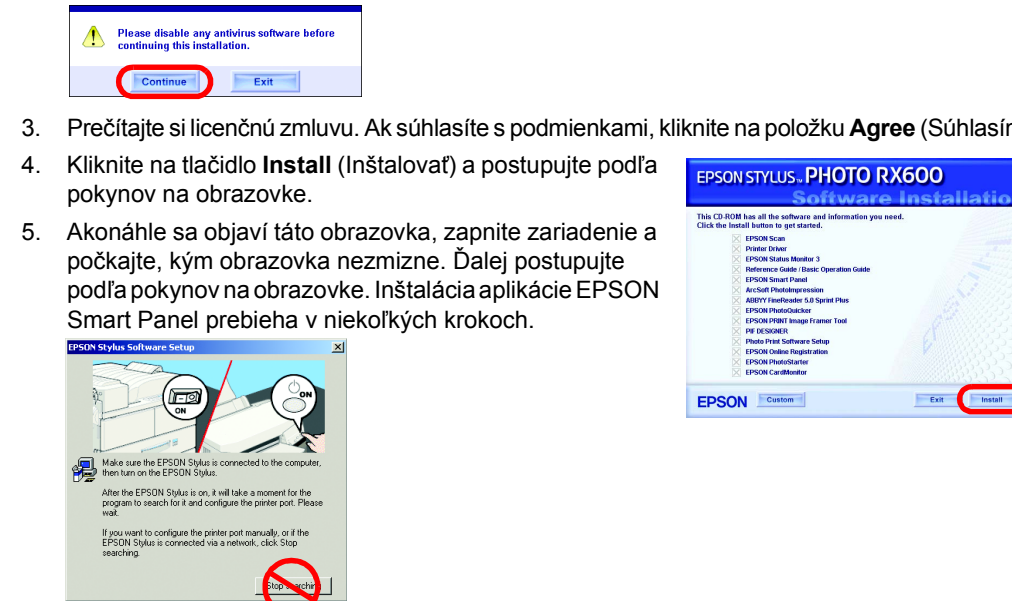 Please disable any antivirus software before
continuing this installation.
Continue Exit
3. Prečítajte si licenčnú zmluvu. Ak súhlasíte s podmienkami, kliknite na položku Agree
4. Kliknite na tlačidlo Install (Inštalovať) a postupujte podľa
pokynov na obrazovke.
5. Akonáhle sa objaví táto obrazovka, zapnite zariadenie a
počkajte, kým obrazovka nezmizne. Ďalej postupujte
podľa pokynov na obrazovke. Inštalácia aplikácie EPSON
Smart Panel prebieha v niekoľkých krokoch.
EPSON Stylus Software Setup
ON
ON
Make sure the EPSON Stylus is connected to the computer,
then turn on the EPSON Stylus.
After the EPSON Stylus is on, it will take a moment for the
program to search for it and configure the printer port. Please
wait.
If you want to configure the printer port manually, or if the
EPSON Stylus is connected via a network, click Stop
searching.
Stop
EPSON STYLUS™ PHOTO RX600
Software
This CD-ROM has all the software and information you need.
Click the Install button to get started.
EPSON Scan
Printer Driver
EPSON Status Monitor 3
Reference Guide / Basic Operation Guide
EPSON Smart Panel
ArcSoft PhotoImpression
ABBYY FineReader 5.0 Sprint Plus
EPSON PhotoQuicker
EPSON PRINT Image Framer Tool
PIF DESIGNER
Photo Print Software Setup
EPSON Online Registration
EPSON PhotoStarter
EPSON CardMonitor
EPSON Custom Exit Install
EPSON